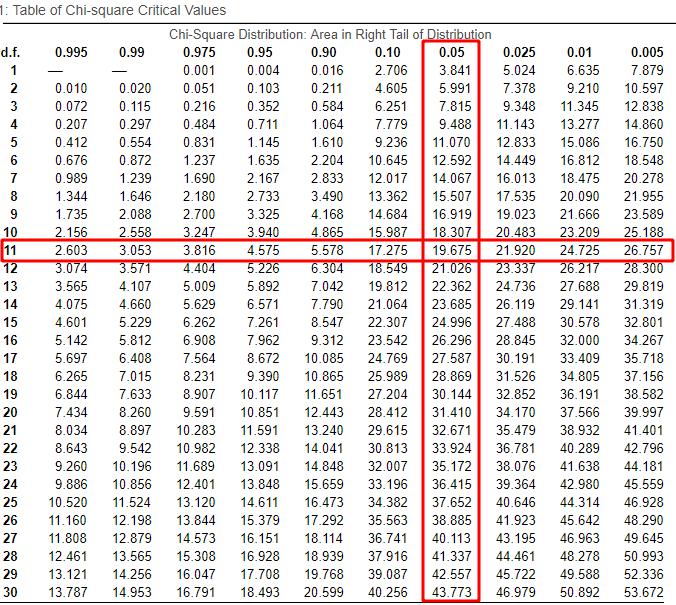 1: Table of Chi-square Critical Values
Chi-Square Distribution: Area in Right Tail of Distribution
d.f. 0.995 0.99 0.975 0.95 0.90 0.10 0.05 0.025 0.01 0.005
1 — — 0.001 0.004 0.016 2.706 3.841 5.024 6.635 7.879
2 0.010 0.020 0.051 0.103 0.211 4.605 5.991 7.378 9.210 10.597
3 0.072 0.115 0.216 0.352 0.584 6.251 7.815 9.348 11.345 12.838
4 0.207 0.297 0.484 0.711 1.064 7.779 9.488 11.143 13.277 14.860
5 0.412 0.554 0.831 1.145 1.610 9.236 11.070 12.833 15.086 16.750
6 0.676 0.872 1.237 1.635 2.204 10.645 12.592 14.449 16.812 18.548
7 0.989 1.239 1.690 2.167 2.833 12.017 14.067 16.013 18.475 20.278
8 1.344 1.646 2.180 2.733 3.490 13.362 15.507 17.535 20.090 21.955
9 1.735 2.088 2.700 3.325 4.168 14.684 16.919 19.023 21.666 23.589
10 2.156 2.558 3.247 3.940 4.865 15.987 18.307 20.483 23.209 25.188
11 2.603 3.053 3.816 4.575 5.578 17.275 19.675 21.920 24.725 26.757
12 3.074 3.571 4.404 5.226 6.304 18.549 21.026 23.337 26.217 28.300
13 3.565 4.107 5.009 5.892 7.042 19.812 22.362 24.736 27.688 29.819
14 4.075 4.660 5.629 6.571 7.790 21.064 23.685 26.119 29.141 31.319
15 4.601 5.229 6.262 7.261 8.547 22.307 24.996 27.488 30.578 32.801
16 5.142 5.812 6.908 7.962 9.312 23.542 26.296 28.845 32.000 34.267
17 5.697 6.408 7.564 8.672 10.085 24.769 27.587 30.191 33.409 35.718
18 6.265 7.015 8.231 9.390 10.865 25.989 28.869 31.526 34.805 37.156
19 6.844 7.633 8.907 10.117 11.651 27.204 30.144 32.852 36.191 38.582
20 7.434 8.260 9.591 10.851 12.443 28.412 31.410 34.170 37.566 39.997
21 8.034 8.897 10.283 11.591 13.240 29.615 32.671 35.479 38.932 41.401
22 8.643 9.542 10.982 12.338 14.041 30.813 33.924 36.781 40.289 42.796
23 9.260 10.196 11.689 13.091 14.848 32.007 35.172 38.076 41.638 44.181
24 9.886 10.856 12.401 13.848 15.659 33.196 36.415 39.364 42.980 45.559
25 10.520 11.524 13.120 14.611 16.473 34.382 37.652 40.646 44.314 46.928
26 11.160 12.198 13.844 15.379 17.292 35.563 38.885 41.923 45.642 48.290
27 11.808 12.879 14.573 16.151 18.114 36.741 40.113 43.195 46.963 49.645
28 12.461 13.565 15.308 16.928 18.939 37.916 41.337 44.461 48.278 50.993
29 13.121 14.256 16.047 17.708 19.768 39.087 42.557 45.722 49.588 52.336
30 13.787 14.953 16.791 18.493 20.599 40.256 43.773 46.979 50.892 53.672